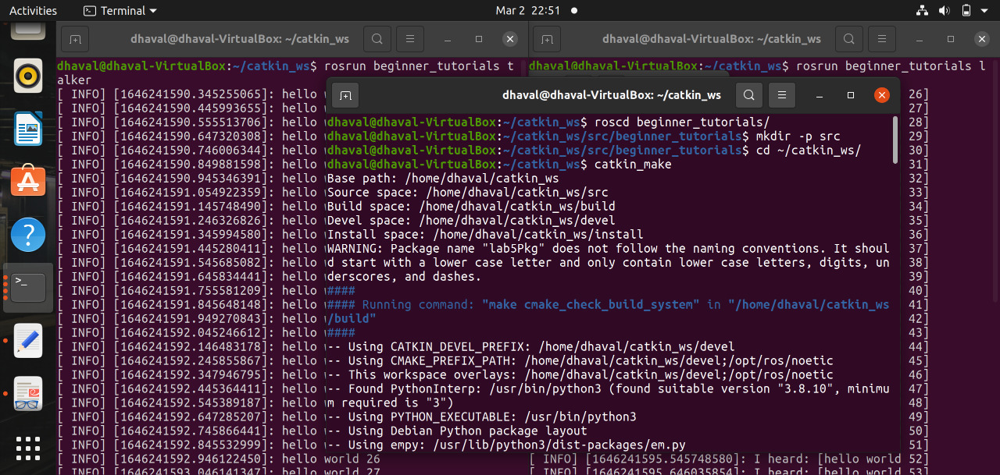 Activities
Terminal
Mar 2 22:51
dhaval@dhaval-VirtualBox: ~/catkin_ws
dhaval@dhaval-VirtualBox:~/catkin_ws$ rosrun beginner_tutorials t
alker
[ INFO] [1646241590.345255065]: hello
[ INFO] [1646241590.445993655]: hello
[ INFO] [1646241590.555513706]: hello
[ INFO] [1646241590.647320308]: hello
[ INFO] [1646241590.746006344]: hello
[ INFO] [1646241590.849881598]: hello
[ INFO] [1646241590.945346391]: hello
[ INFO] [1646241591.054922359]: hello
[ INFO] [1646241591.145748490]: hello
[ INFO] [1646241591.246326826]: hello
[ INFO] [1646241591.345994580]: hello
[ INFO] [1646241591.445280411]: hello
[ INFO] [1646241591.545685082]: hello
[ INFO] [1646241591.645834441]: hello
[ INFO] [1646241591.755581209]: hello
[ INFO] [1646241591.845648148]: hello
[ INFO] [1646241591.949270843]: hello
[ INFO] [1646241592.045246612]: hello
[ INFO] [1646241592.146483178]: hello
[ INFO] [1646241592.245855867]: hello
[ INFO] [1646241592.347946795]: hello
[ INFO] [1646241592.445364411]: hello
[ INFO] [1646241592.545389187]: hello
[ INFO] [1646241592.647285207]: hello
[ INFO] [1646241592.745866441]: hello
[ INFO] [1646241592.845532999]: hello
[ INFO] [1646241592.946122450]: hello world 26
[ INFO] [1646241593.046141347]: hello world 27
dhaval@dhaval-VirtualBox: ~/catkin_ws
dhaval@dhaval-VirtualBox:~/catkin_ws$ rosrun beginner_tutorials l
26]
27]
28]
29]
30]
31]
32]
33]
34]
35]
36]
37]
38]
39]
40]
41]
42]
43]
44]
45]
46]
47]
48]
49]
50]
51]
[ INFO] [1646241595.545748580]: I heard: [hello world 52]
[ INFO] [1646241595.646035854]: I heard: [hello world 53]
dhaval@dhaval-VirtualBox: ~/catkin_ws
dhaval@dhaval-VirtualBox:~/catkin_ws$ roscd beginner_tutorials/
dhaval@dhaval-VirtualBox:~/catkin_ws/src/beginner_tutorials$ mkdir -p src
dhaval@dhaval-VirtualBox:~/catkin_ws/src/beginner_tutorials$ cd ~/catkin_ws/
dhaval@dhaval-VirtualBox:~/catkin_ws$ catkin_make
Base path: /home/dhaval/catkin_ws
Source space: /home/dhaval/catkin_ws/src
Build space: /home/dhaval/catkin_ws/build
Devel space: /home/dhaval/catkin_ws/devel
Install space: /home/dhaval/catkin_ws/install
WARNING: Package name "lab5Pkg" does not follow the naming conventions. It shoul
d start with a lower case letter and only contain lower case letters, digits, un
derscores, and dashes.
####
#### Running command: "make cmake_check_build_system" in "/home/dhaval/catkin_ws
/build"
####
-- Using CATKIN_DEVEL_PREFIX: /home/dhaval/catkin_ws/devel
-- Using CMAKE_PREFIX_PATH: /home/dhaval/catkin_ws/devel;/opt/ros/noetic
-- This workspace overlays: /home/dhaval/catkin_ws/devel;/opt/ros/noetic
-- Found PythonInterp: /usr/bin/python3 (found suitable version "3.8.10", minimu
m required is "3")
-- Using PYTHON_EXECUTABLE: /usr/bin/python3
-- Using Debian Python package layout
-- Using empy: /usr/lib/python3/dist-packages/em.py